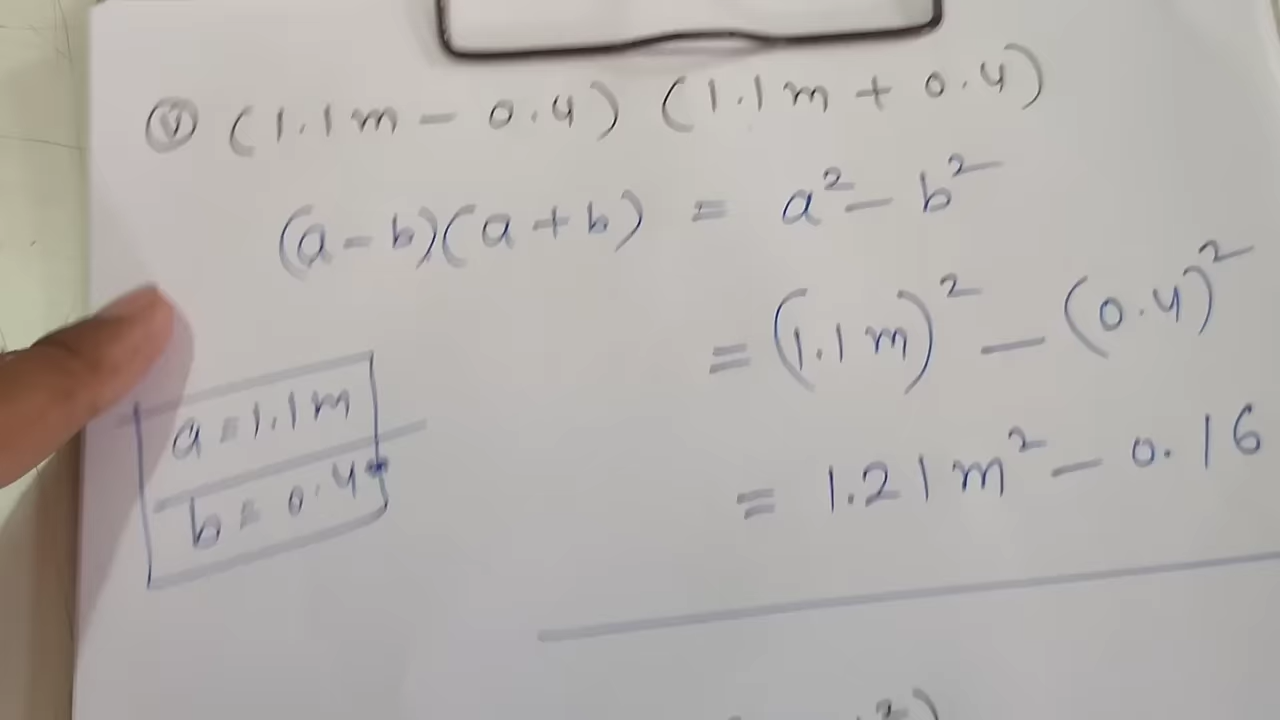 (v) (1.1m - 0.4) (1.1m + 0.4)
(a - b)(a + b) = a² - b²
= (1.1m)² - (0.4)²
a = 1.1m
b = 0.4
= 1.21m² - 0.16
²)